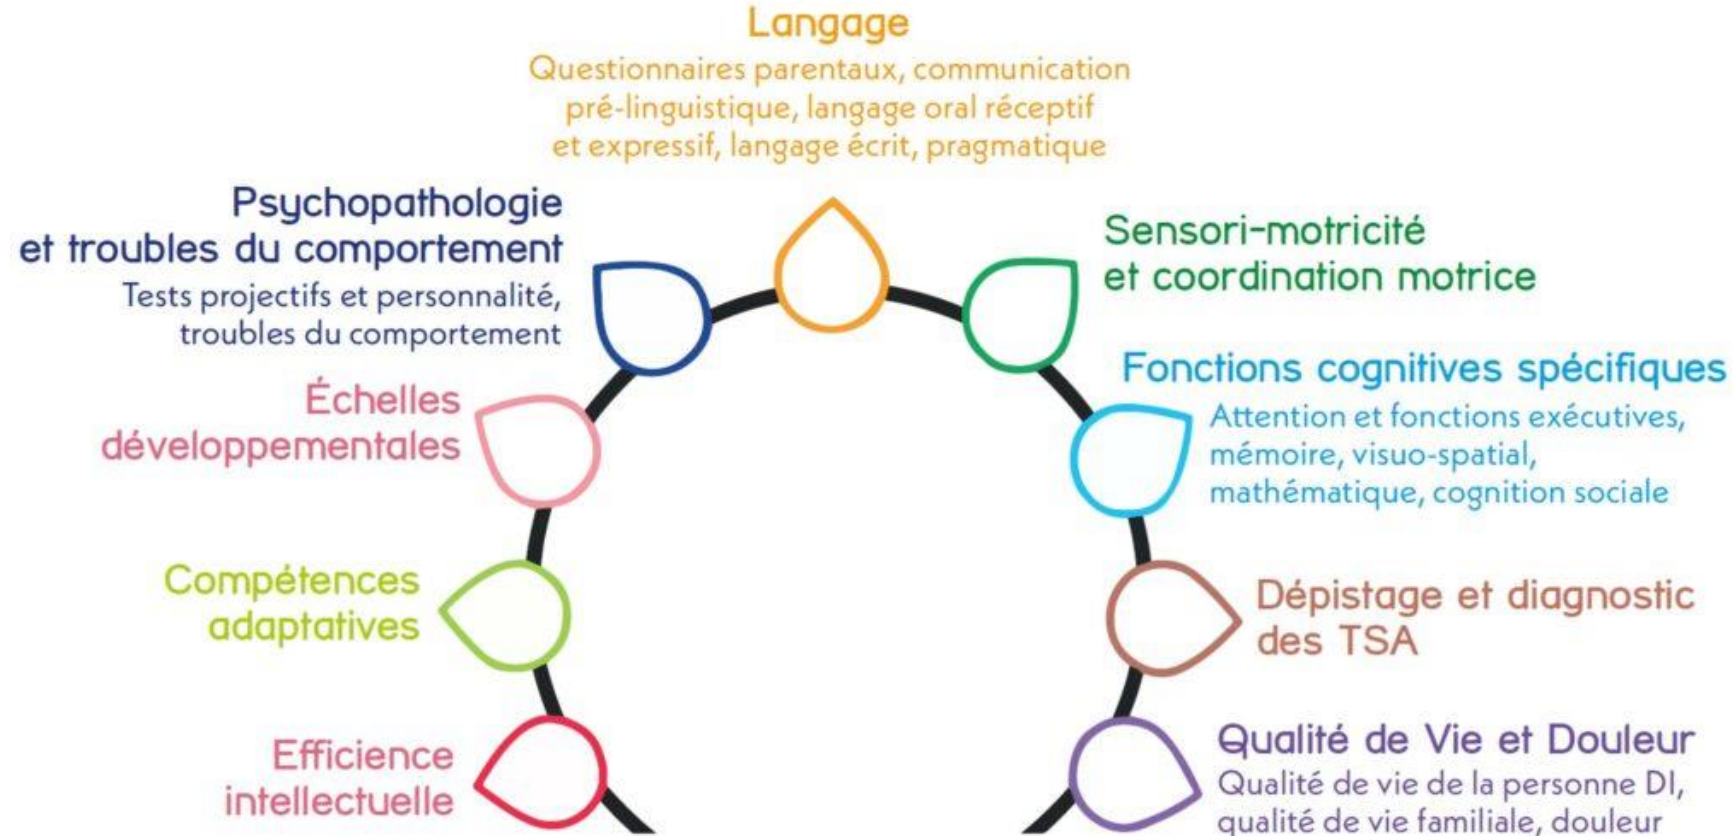 Langage
Questionnaires parentaux, communication
pré-linguistique, langage oral réceptif
et expressif, langage écrit, pragmatique
Psychopathologie
et troubles du comportement
Tests projectifs et personnalité,
troubles du comportement
Sensori-motricité
et coordination motrice
Échelles
développementales
Fonctions cognitives spécifiques
Attention et fonctions exécutives,
mémoire, visuo-spatial,
mathématique, cognition sociale
Compétences
adaptatives
Dépistage et diagnostic
des TSA
Efficience
intellectuelle
Qualité de Vie et Douleur
Qualité de vie de la personne DI,
qualité de vie familiale, douleur